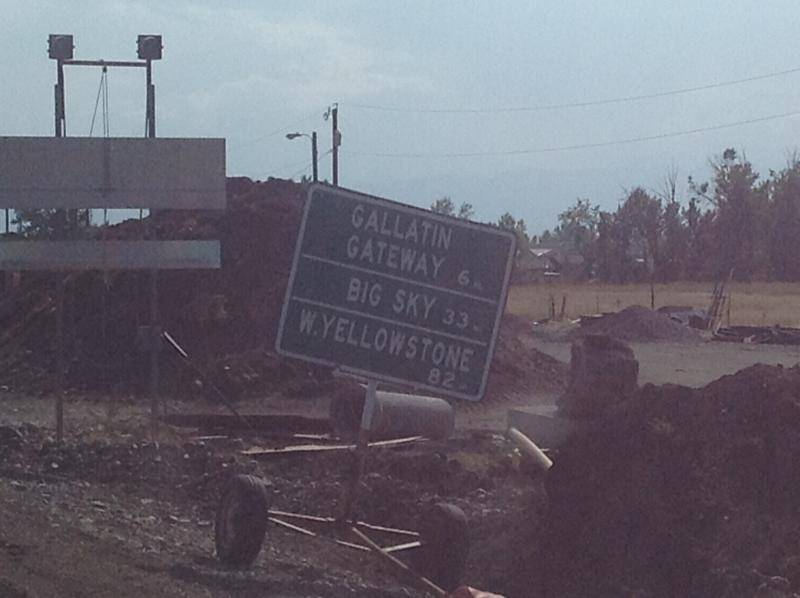 GALLATIN
GATEWAY 6
BIG SKY 33
W.YELLOWSTONE
82